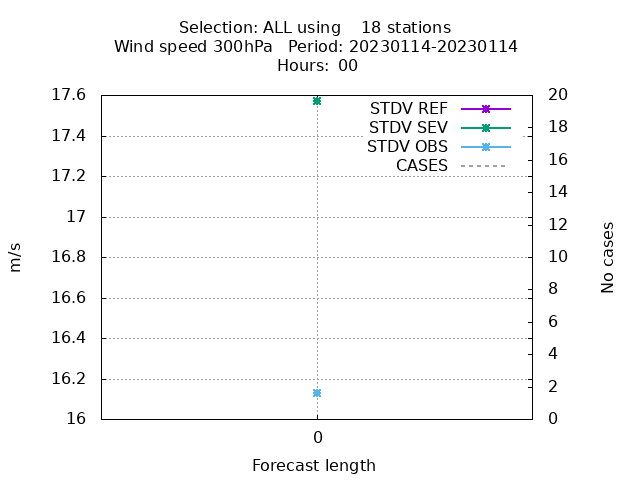 Selection: ALL using    18 stations
Wind speed 300hPa   Period: 20230114-20230114
Hours: 00
17.6
17.4
17.2
17
16.8
16.6
16.4
16.2
16
m/s
STDV REF
STDV SEV
STDV OBS
CASES
20
18
16
14
12
10
8
6
4
2
0
No cases
0
Forecast length